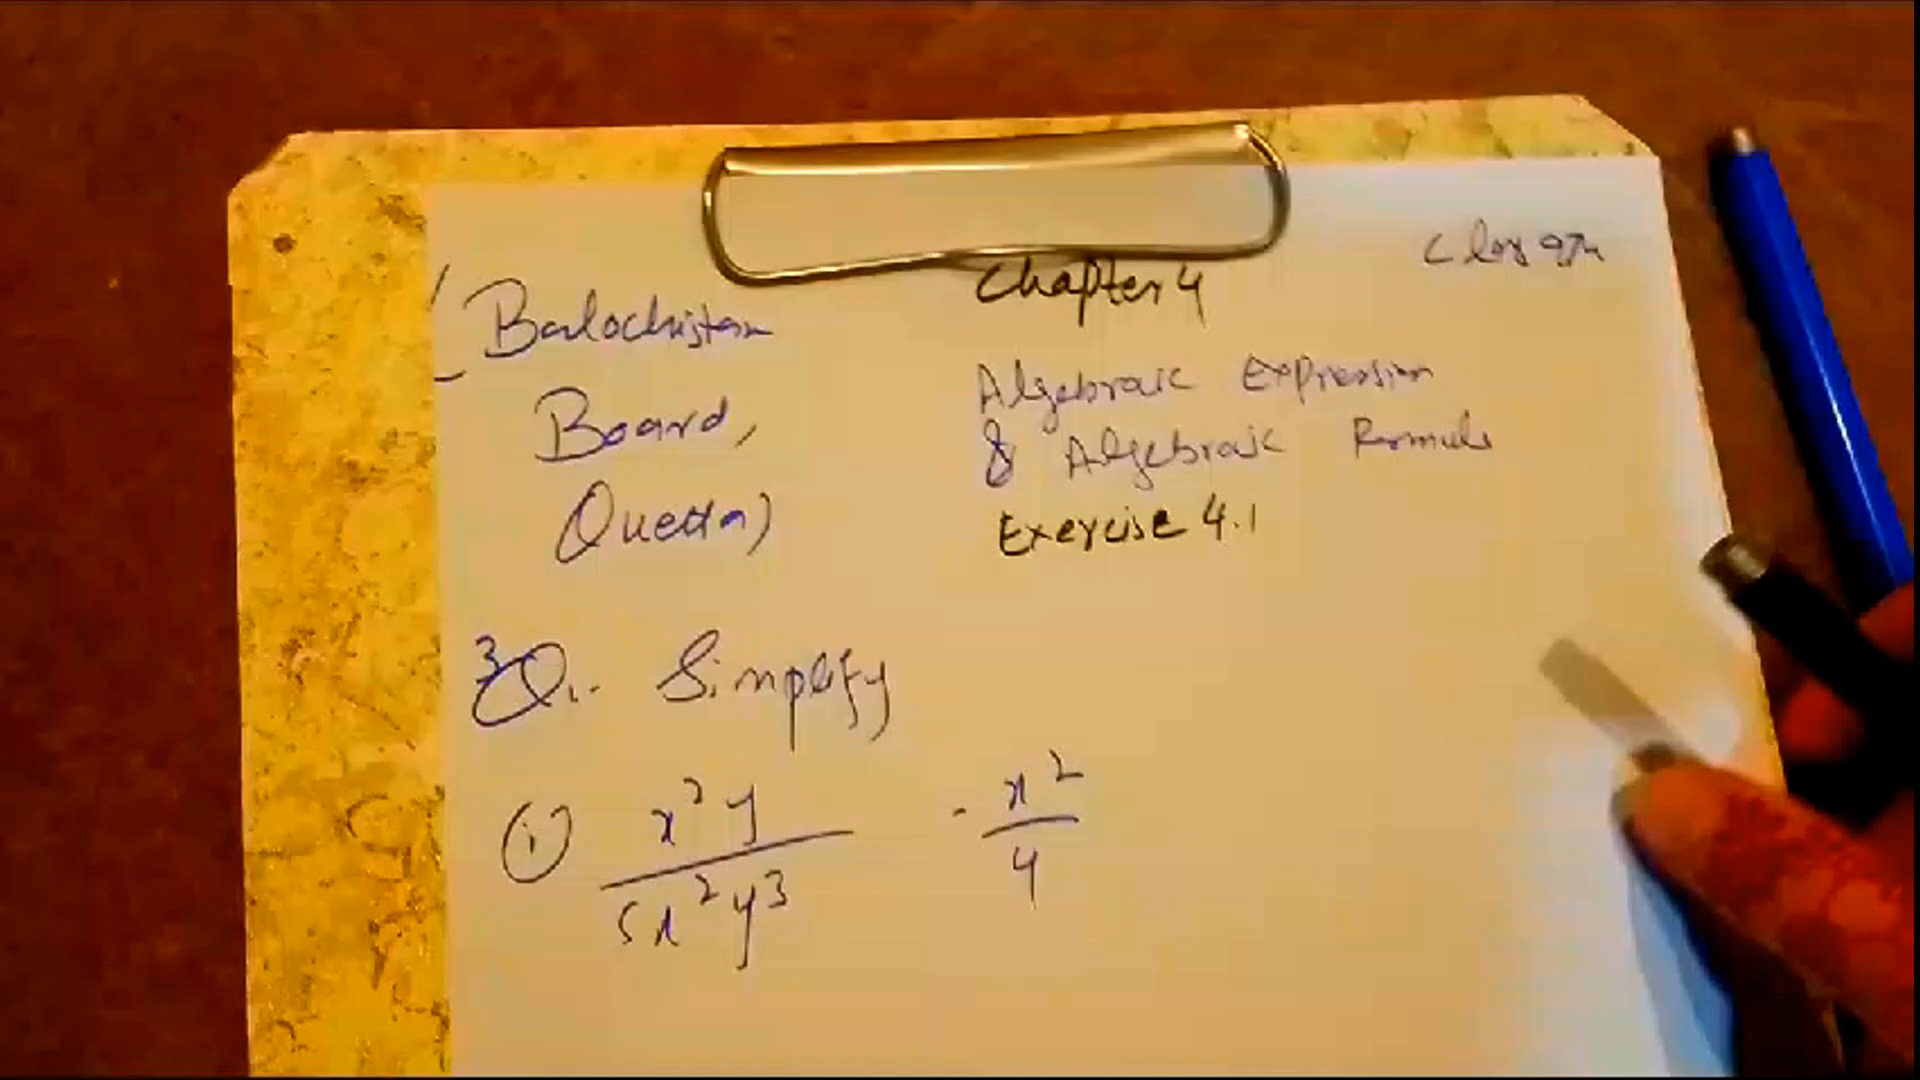 Chapter 4
Class 9th
(Balochistan
Board,
Quetta)
Algebraic Expression
& Algebraic Formula
Exercise 4.1
3Q1.- Simplify
(i) x²y / 5x²y³ - x² / 4